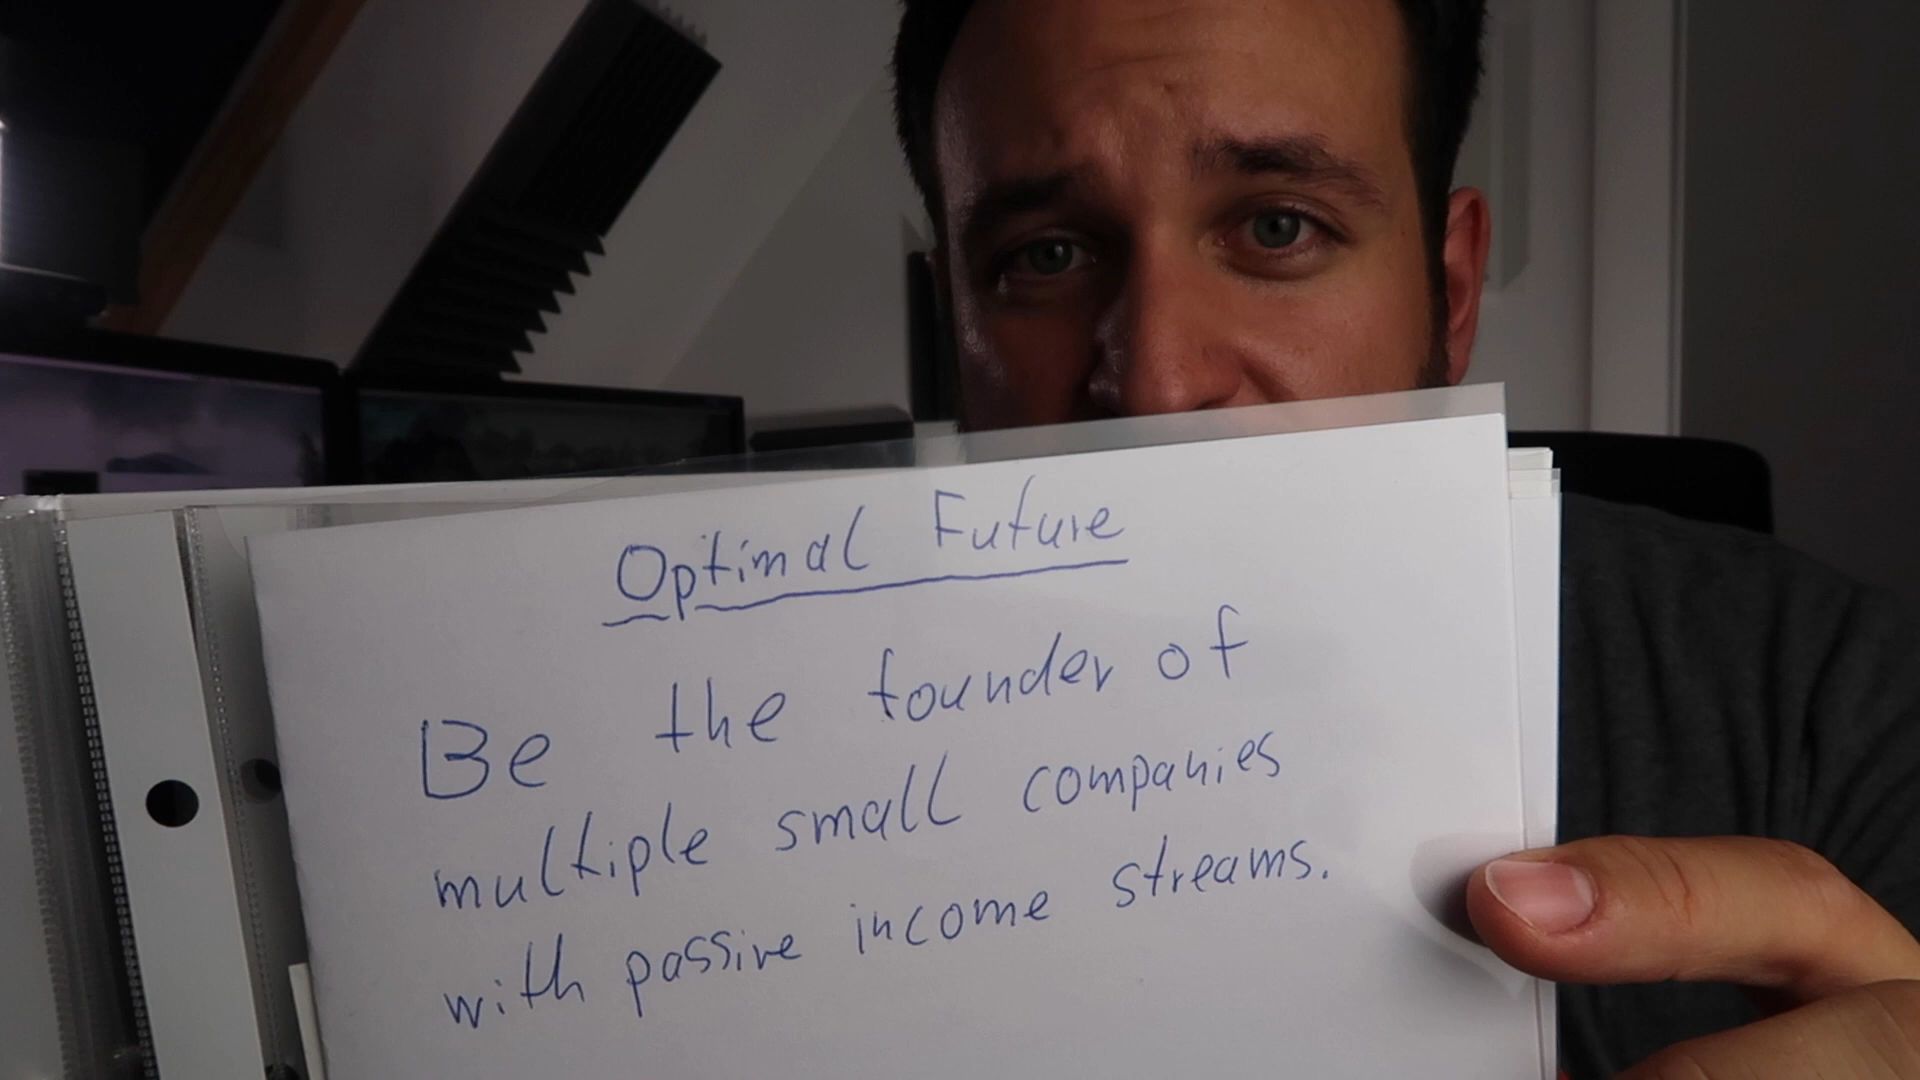 Optimal Future
Be the founder of
multiple small companies
with passive income streams.